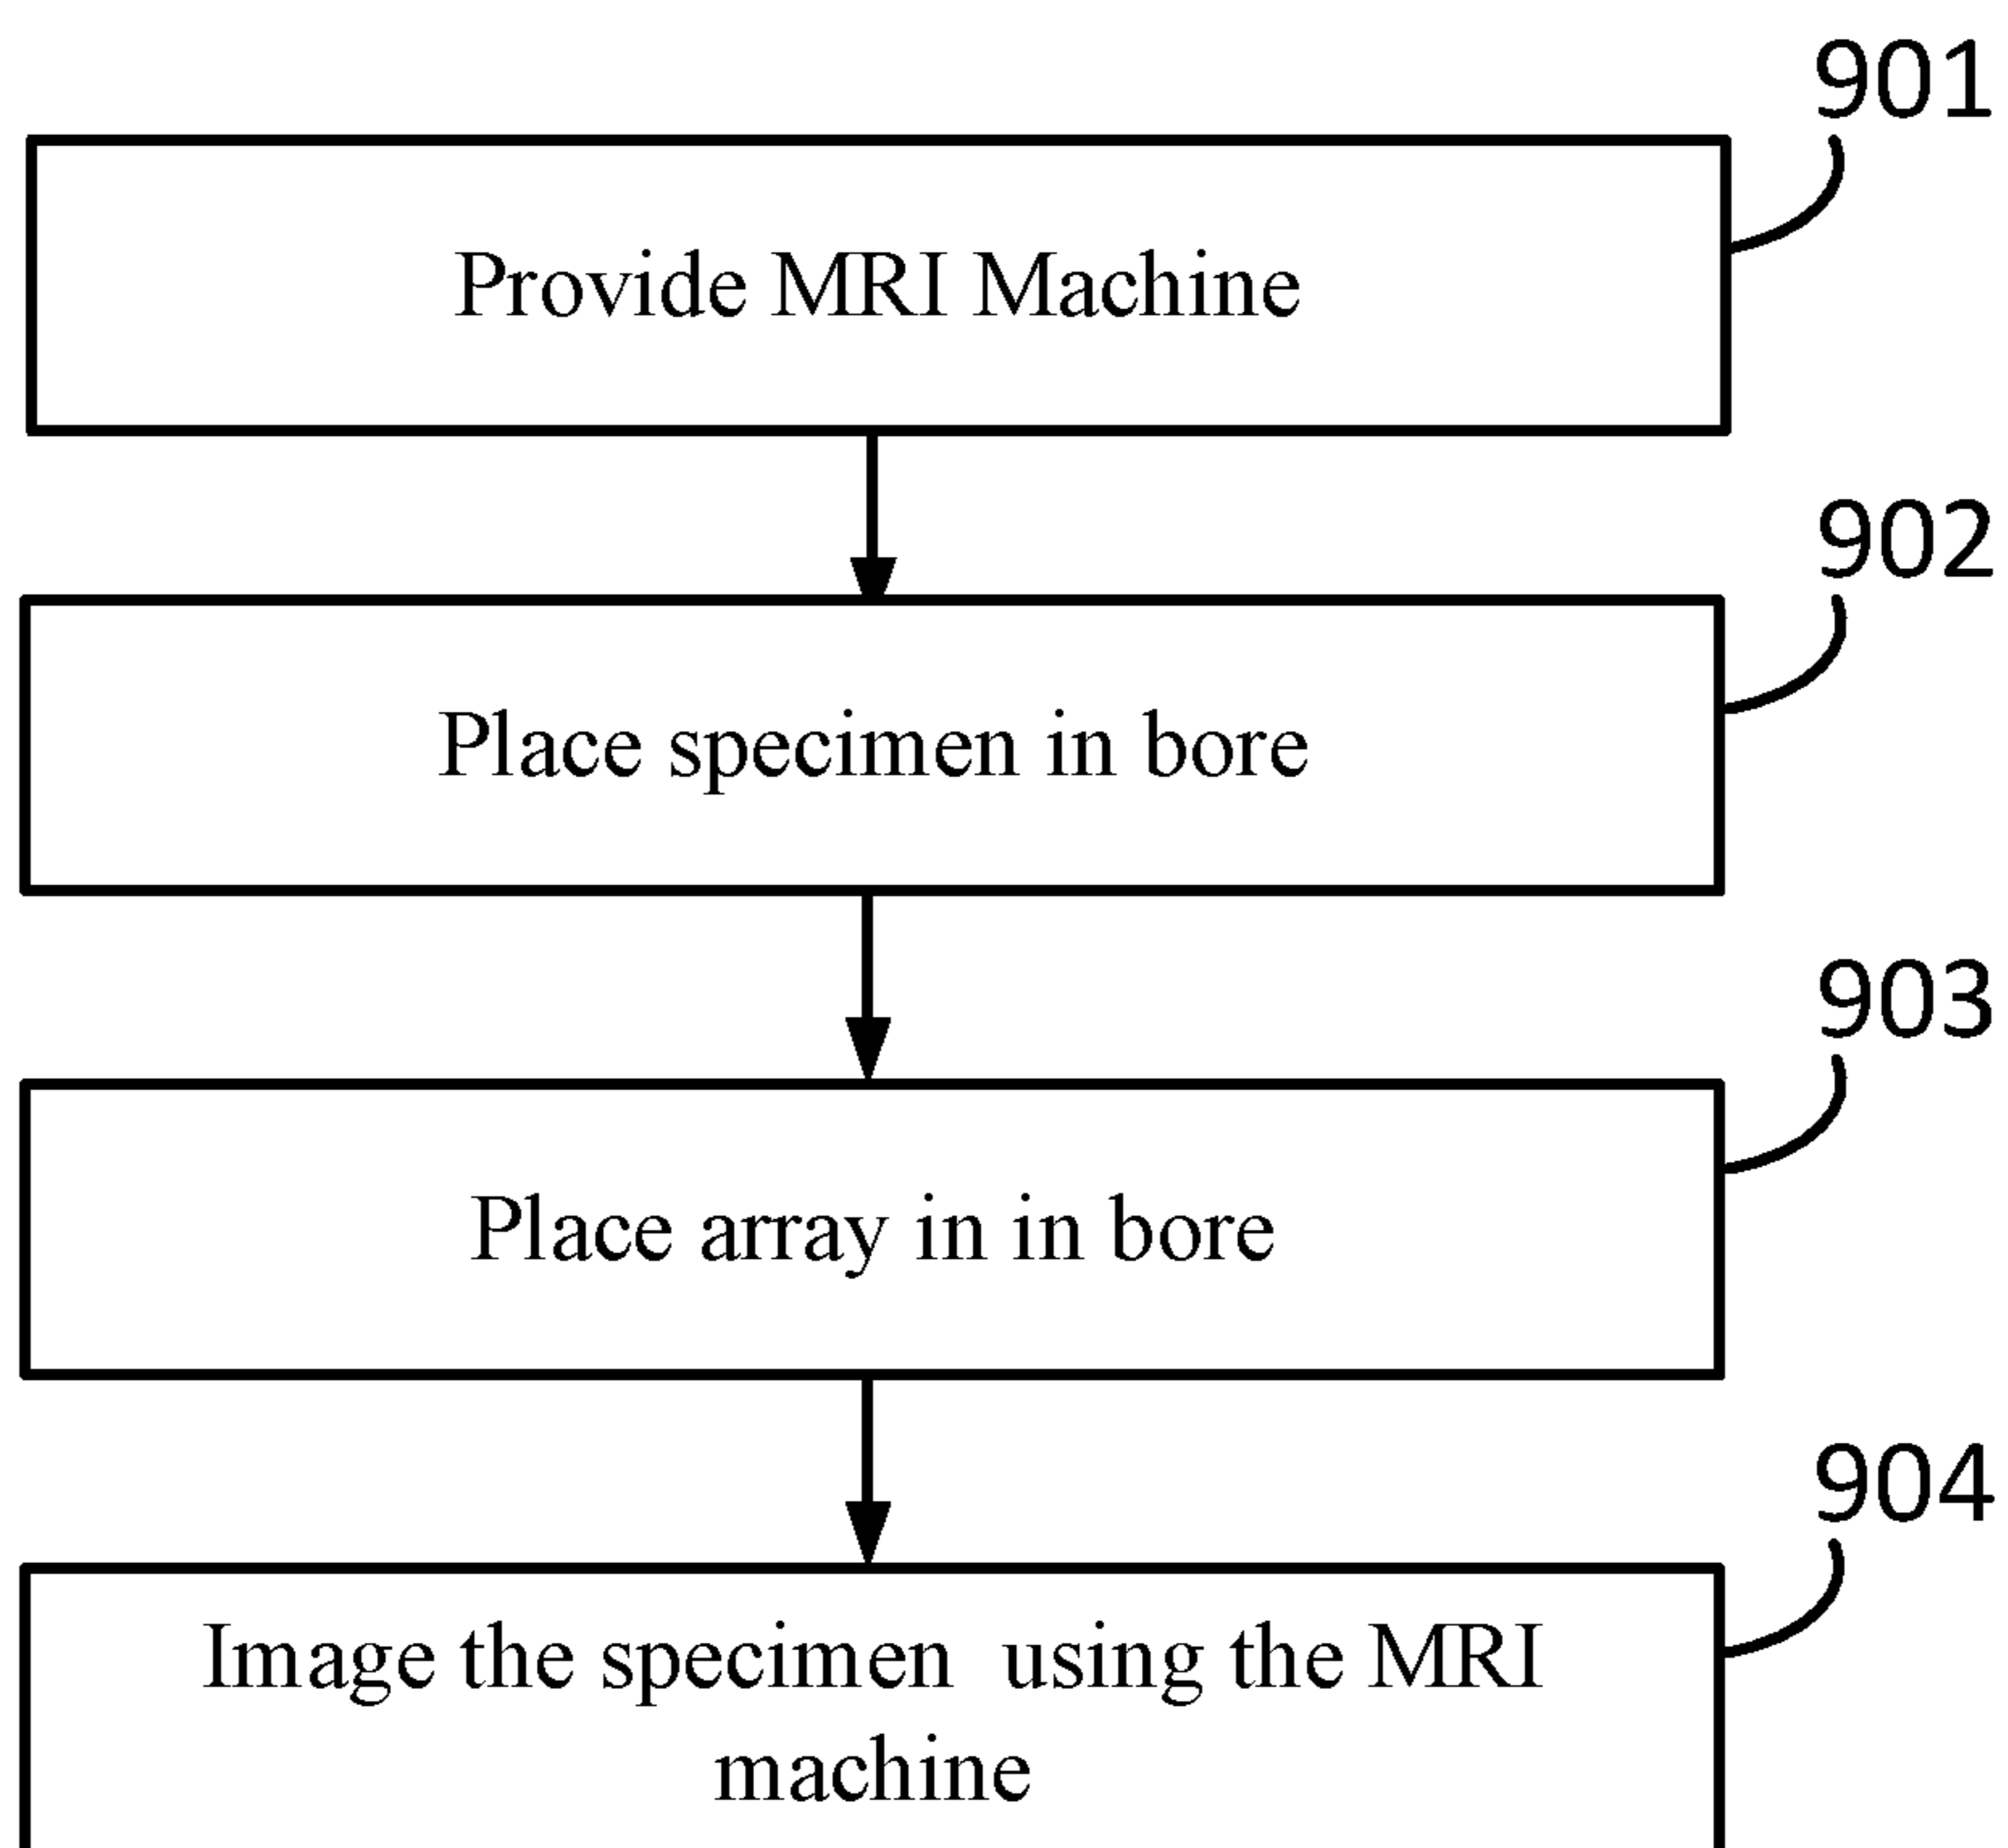 901
Provide MRI Machine
902
Place specimen in bore
903
Place array in in bore
904
Image the specimen  using the MRI
machine